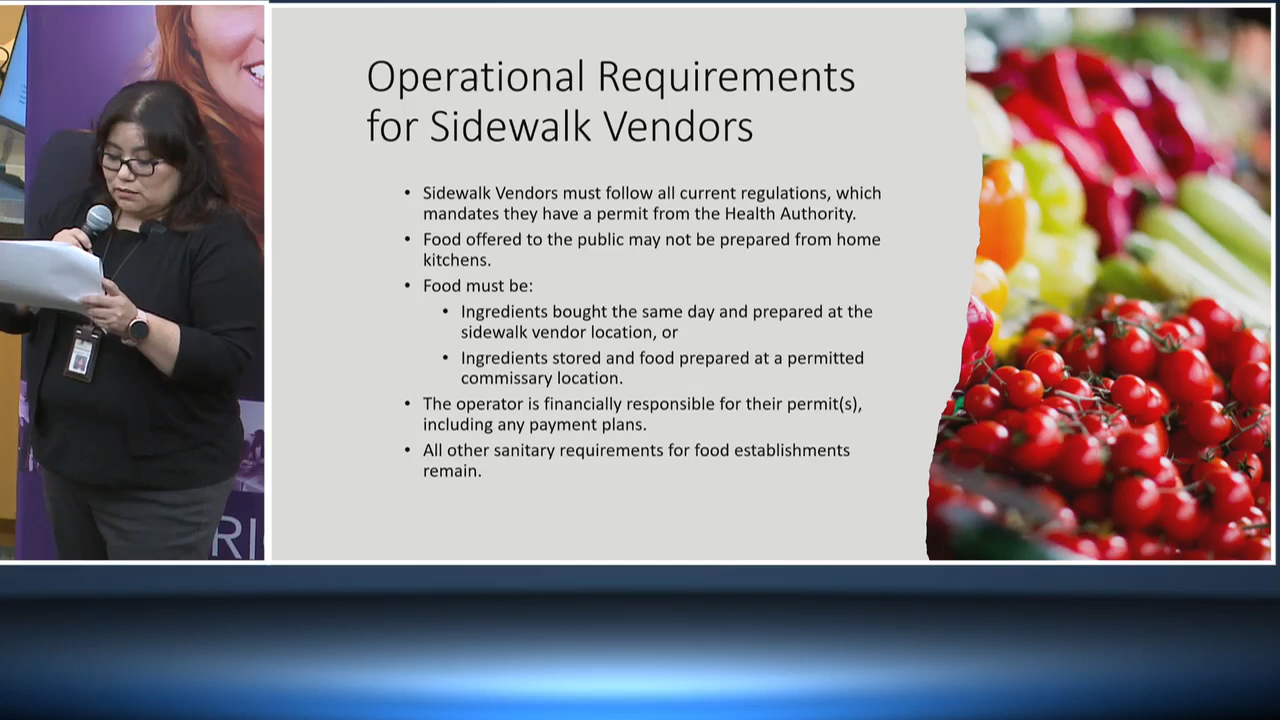 Operational Requirements
for Sidewalk Vendors
• Sidewalk Vendors must follow all current regulations, which
mandates they have a permit from the Health Authority.
• Food offered to the public may not be prepared from home
kitchens.
• Food must be:
• Ingredients bought the same day and prepared at the
sidewalk vendor location, or
• Ingredients stored and food prepared at a permitted
commissary location.
• The operator is financially responsible for their permit(s),
including any payment plans.
• All other sanitary requirements for food establishments
remain.
RI